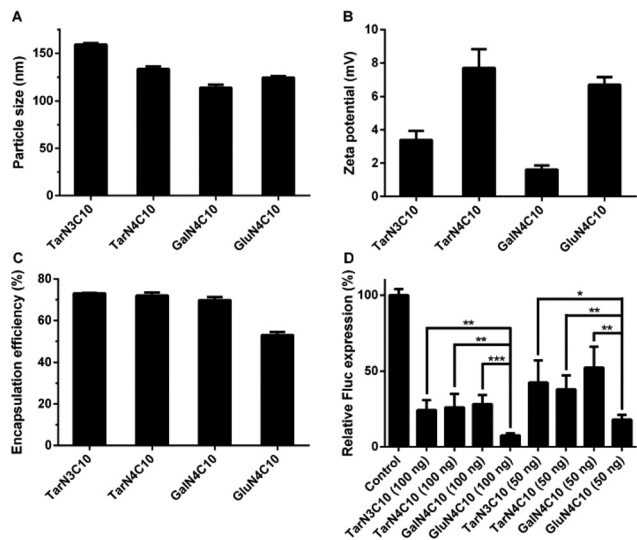 A
Particle size (nm)
150
100
50
0
TarN3C10
TarN4C10
GalN4C10
GluN4C10
B
Zeta potential (mV)
10
8
6
4
2
0
TarN3C10
TarN4C10
GalN4C10
GluN4C10
C
Encapsulation efficiency (%)
80
60
40
20
0
TarN3C10
TarN4C10
GalN4C10
GluN4C10
D
Relative Fluc expression (%)
100
50
0
*
**
**
**
**
***
Control
TarN3C10 (100 ng)
TarN4C10 (100 ng)
GalN4C10 (100 ng)
GluN4C10 (100 ng)
TarN3C10 (50 ng)
TarN4C10 (50 ng)
GalN4C10 (50 ng)
GluN4C10 (50 ng)